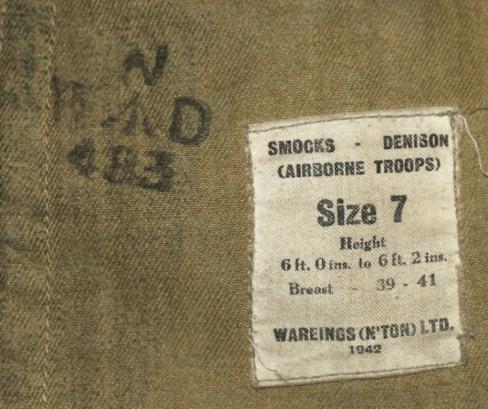 N
D
483
SMOCKS - DENISON
(AIRBORNE TROOPS)
Size 7
Height
6 ft. 0 ins. to 6 ft. 2 ins.
Breast - 39 - 41
WAREINGS (N'TON) LTD.
1942